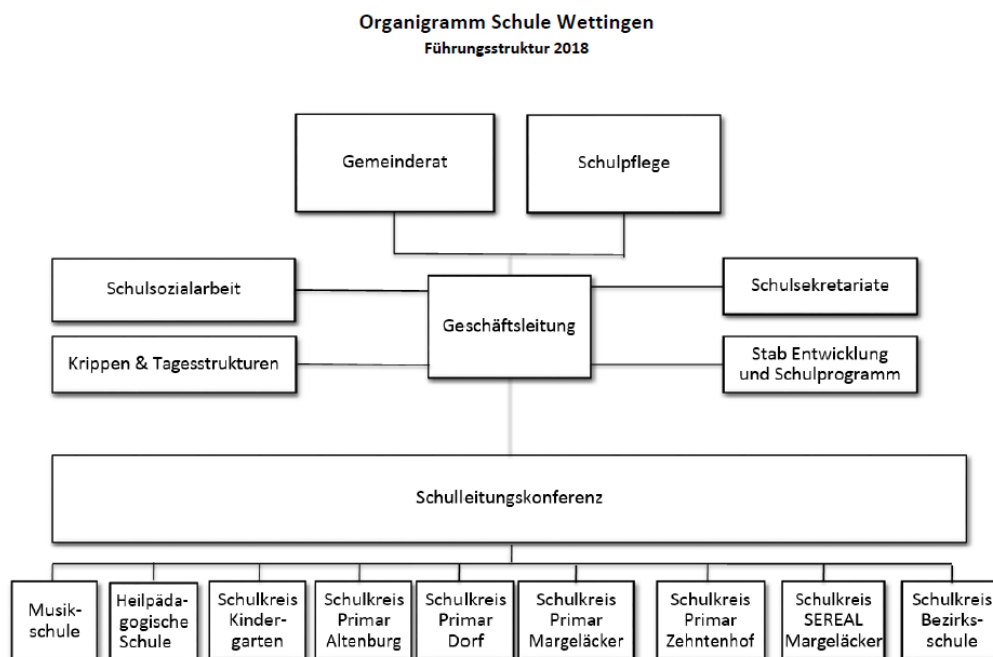 Organigramm Schule Wettingen
Führungsstruktur 2018
Gemeinderat
Schulpflege
Schulsozialarbeit
Schulsekretariate
Geschäftsleitung
Krippen & Tagesstrukturen
Stab Entwicklung
und Schulprogramm
Schulleitungskonferenz
Musik-
schule
Heilpäda-
gogische
Schule
Schulkreis
Kinder-
garten
Schulkreis
Primar
Altenburg
Schulkreis
Primar
Dorf
Schulkreis
Primar
Margeläcker
Schulkreis
Primar
Zehntenhof
Schulkreis
SEREAL
Margeläcker
Schulkreis
Bezirks-
schule